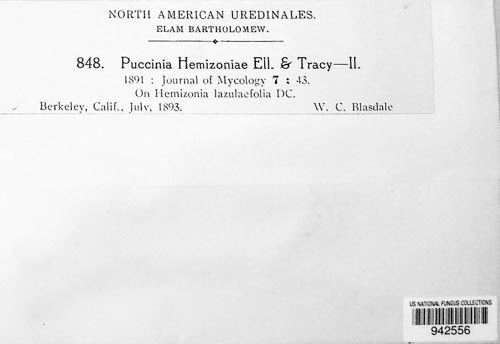 NORTH AMERICAN UREDINALES.
ELAM BARTHOLOMEW.
848. Puccinia Hemizoniae Ell. & Tracy—II.
1891 : Journal of Mycology 7 : 43.
On Hemizonia lazulaefolia DC.
Berkeley, Calif., July, 1893. W. C. Blasdale
US NATIONAL FUNGUS COLLECTIONS
942556